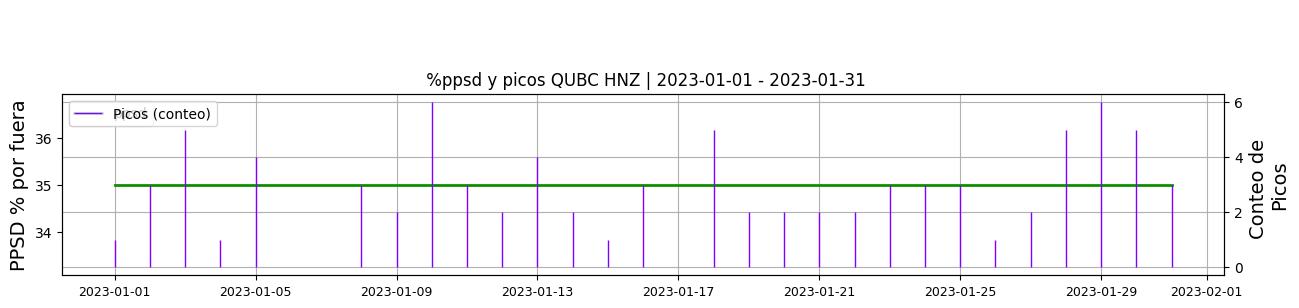 %ppsd y picos QUBC HNZ | 2023-01-01 - 2023-01-31
Picos (conteo)
PPSD % por fuera
36
35
34
6
4
2
0
Conteo de
Picos
2023-01-01 2023-01-05 2023-01-09 2023-01-13 2023-01-17 2023-01-21 2023-01-25 2023-01-29 2023-02-01